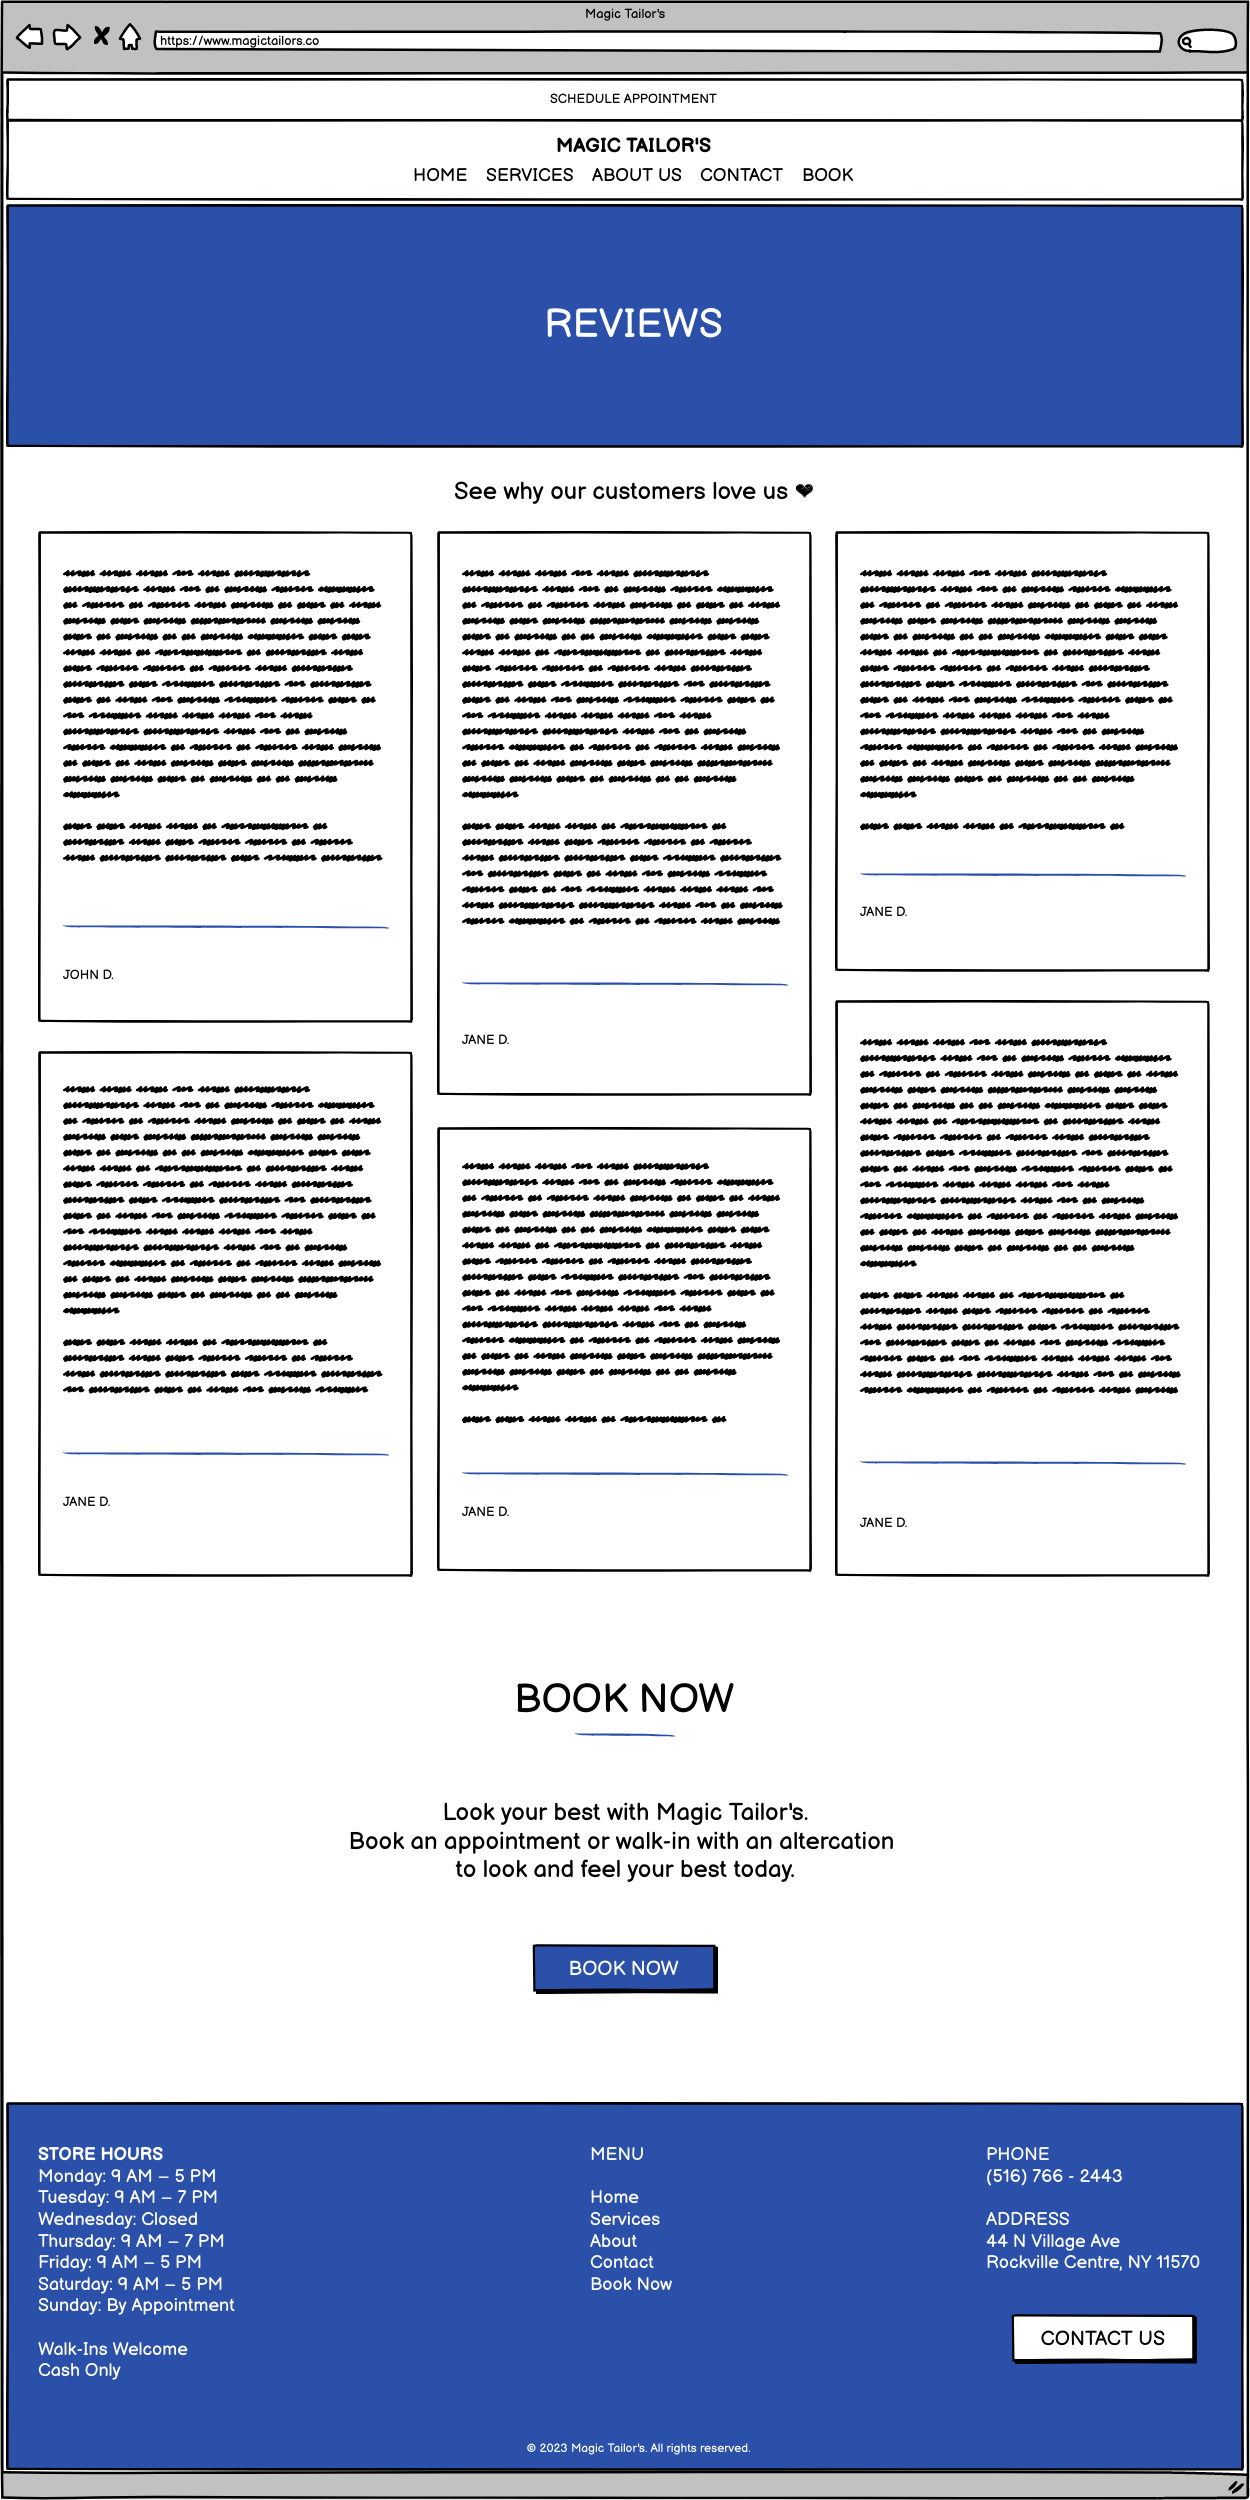 Magic Tailor's
https://www.magictailors.co
SCHEDULE APPOINTMENT
MAGIC TAILOR'S
HOME SERVICES ABOUT US CONTACT BOOK
REVIEWS
See why our customers love us ❤
JOHN D.
JANE D.
JANE D.
JANE D.
JANE D.
JANE D.
BOOK NOW
Look your best with Magic Tailor's.
Book an appointment or walk-in with an altercation
to look and feel your best today.
BOOK NOW
STORE HOURS
Monday: 9 AM – 5 PM
Tuesday: 9 AM – 7 PM
Wednesday: Closed
Thursday: 9 AM – 7 PM
Friday: 9 AM – 5 PM
Saturday: 9 AM – 5 PM
Sunday: By Appointment
Walk-Ins Welcome
Cash Only
MENU
Home
Services
About
Contact
Book Now
PHONE
(516) 766 - 2443
ADDRESS
44 N Village Ave
Rockville Centre, NY 11570
CONTACT US
© 2023 Magic Tailor's. All rights reserved.